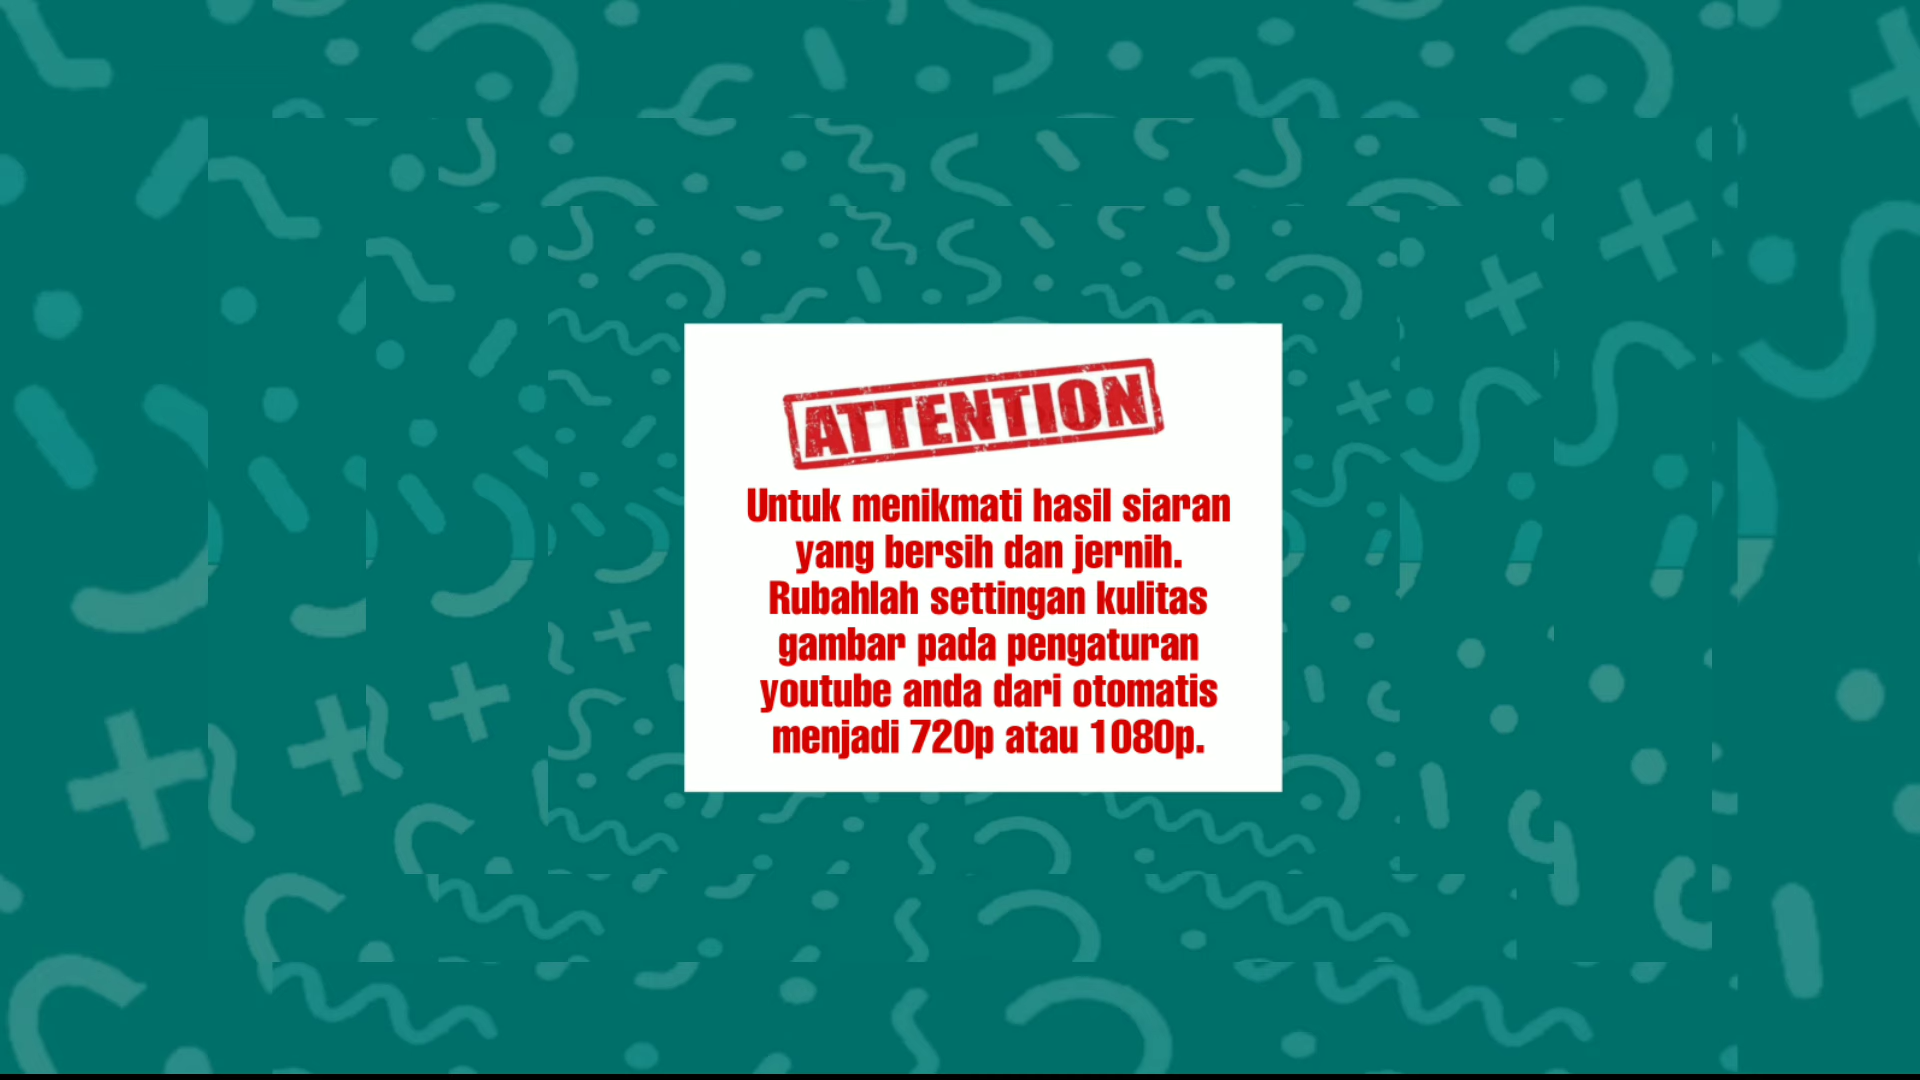 ATTENTION
Untuk menikmati hasil siaran
yang bersih dan jernih.
Rubahlah settingan kulitas
gambar pada pengaturan
youtube anda dari otomatis
menjadi 720p atau 1080p.